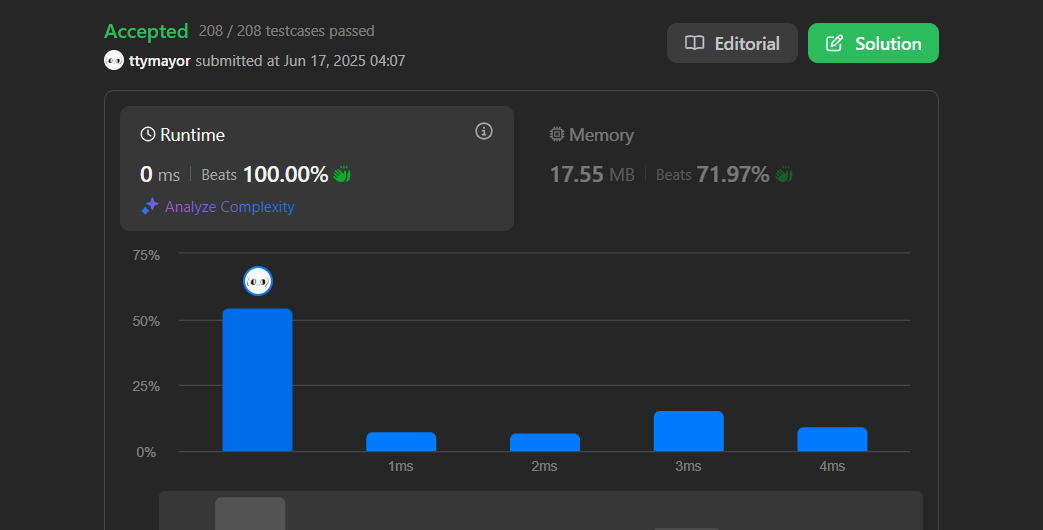 Accepted 208 / 208 testcases passed
ttymayor submitted at Jun 17, 2025 04:07
Editorial
Solution
Runtime
0 ms Beats 100.00%
Analyze Complexity
Memory
17.55 MB Beats 71.97%
75%
50%
25%
0%
1ms 2ms 3ms 4ms